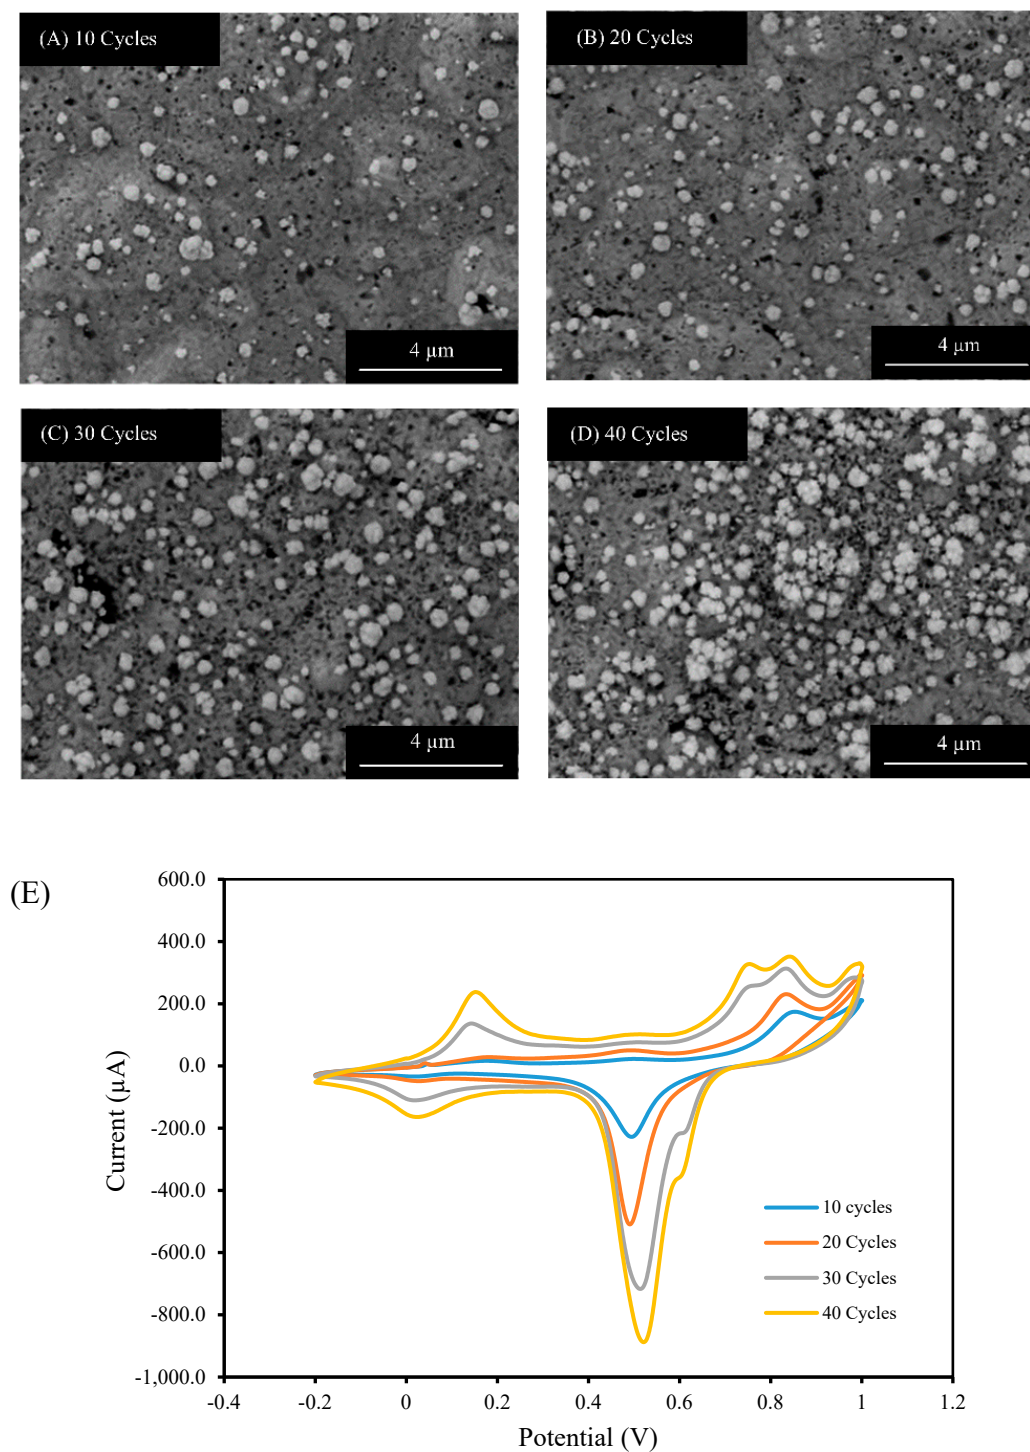 (A) 10 Cycles
(B) 20 Cycles
4 µm
4 µm
(C) 30 Cycles
(D) 40 Cycles
4 µm
4 µm
(E)
600.0
400.0
200.0
0.0
-200.0
-400.0
-600.0
-800.0
-1,000.0
Current (µA)
10 cycles
20 Cycles
30 Cycles
40 Cycles
-0.4 -0.2 0 0.2 0.4 0.6 0.8 1 1.2
Potential (V)